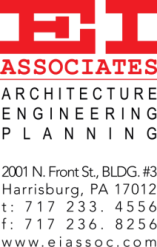 EI
ASSOCIATES
ARCHITECTURE
ENGINEERING
PLANNING
2001 N. Front St., BLDG. #3
Harrisburg, PA 17012
t: 717 233. 4556
f: 717 236. 8256
www.eiassoc.com